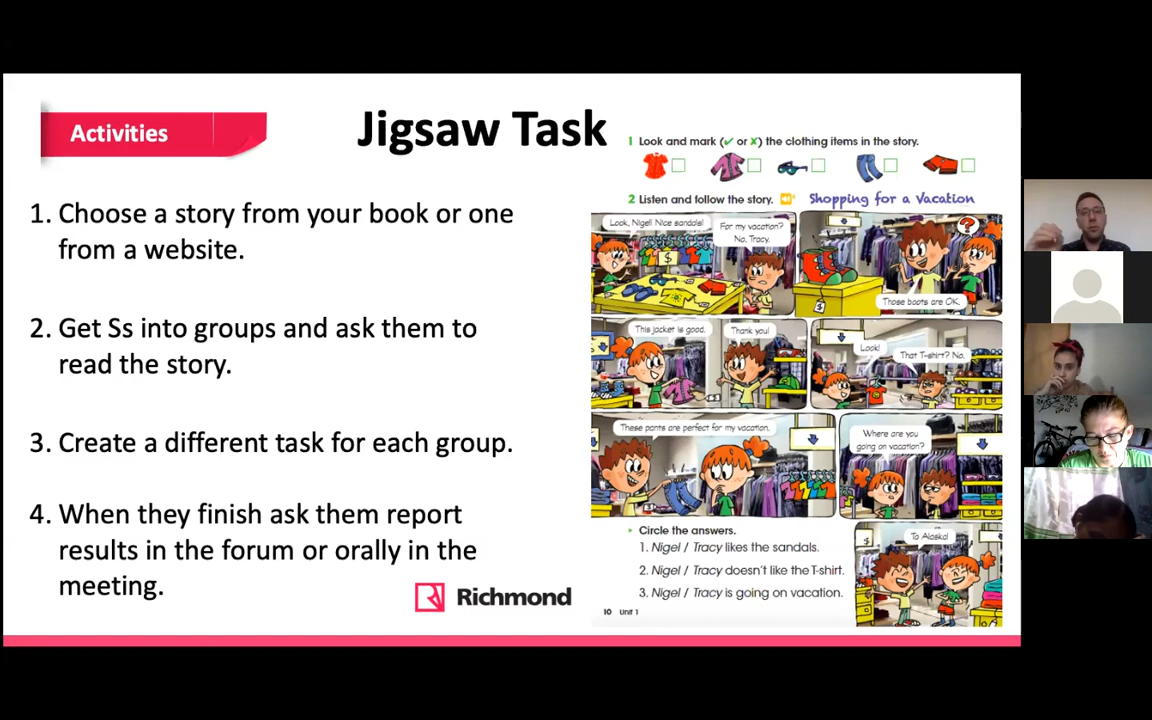 Activities
Jigsaw Task
1. Choose a story from your book or one
from a website.
2. Get Ss into groups and ask them to
read the story.
3. Create a different task for each group.
4. When they finish ask them report
results in the forum or orally in the
meeting.
Richmond
1 Look and mark (✓ or ✗) the clothing items in the story.
2 Listen and follow the story.
Shopping for a Vacation
Look, Nigel! Nice sandals!
For my vacation?
No, Tracy.
?
$
$
Those boots are OK.
This jacket is good.
Thank you!
Look!
That T-shirt? No.
These pants are perfect for my vacation.
Where are you
going on vacation?
Circle the answers.
1. Nigel / Tracy likes the sandals.
2. Nigel / Tracy doesn't like the T-shirt.
3. Nigel / Tracy is going on vacation.
$
To Alaska!
10 Unit 1